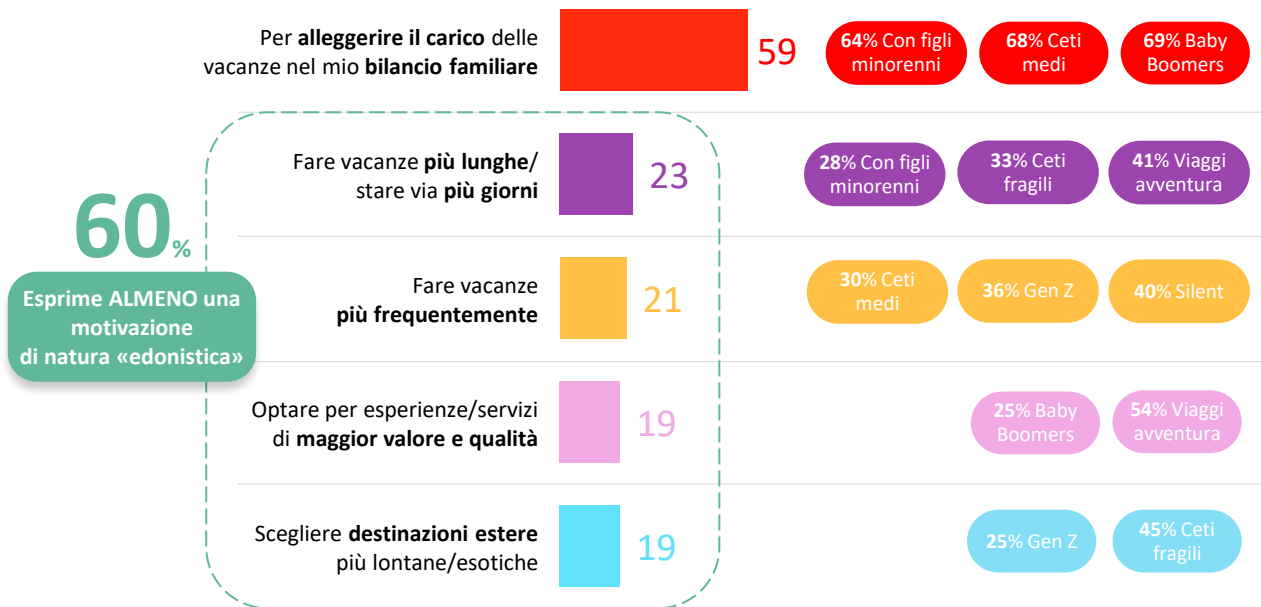 Per alleggerire il carico delle
vacanze nel mio bilancio familiare
59
64% Con figli
minorenni
68% Ceti
medi
69% Baby
Boomers
Fare vacanze più lunghe/
stare via più giorni
23
28% Con figli
minorenni
33% Ceti
fragili
41% Viaggi
avventura
60%
Esprime ALMENO una
motivazione
di natura «edonistica»
Fare vacanze
più frequentemente
21
30% Ceti
medi
36% Gen Z
40% Silent
Optare per esperienze/servizi
di maggior valore e qualità
19
25% Baby
Boomers
54% Viaggi
avventura
Scegliere destinazioni estere
più lontane/esotiche
19
25% Gen Z
45% Ceti
fragili